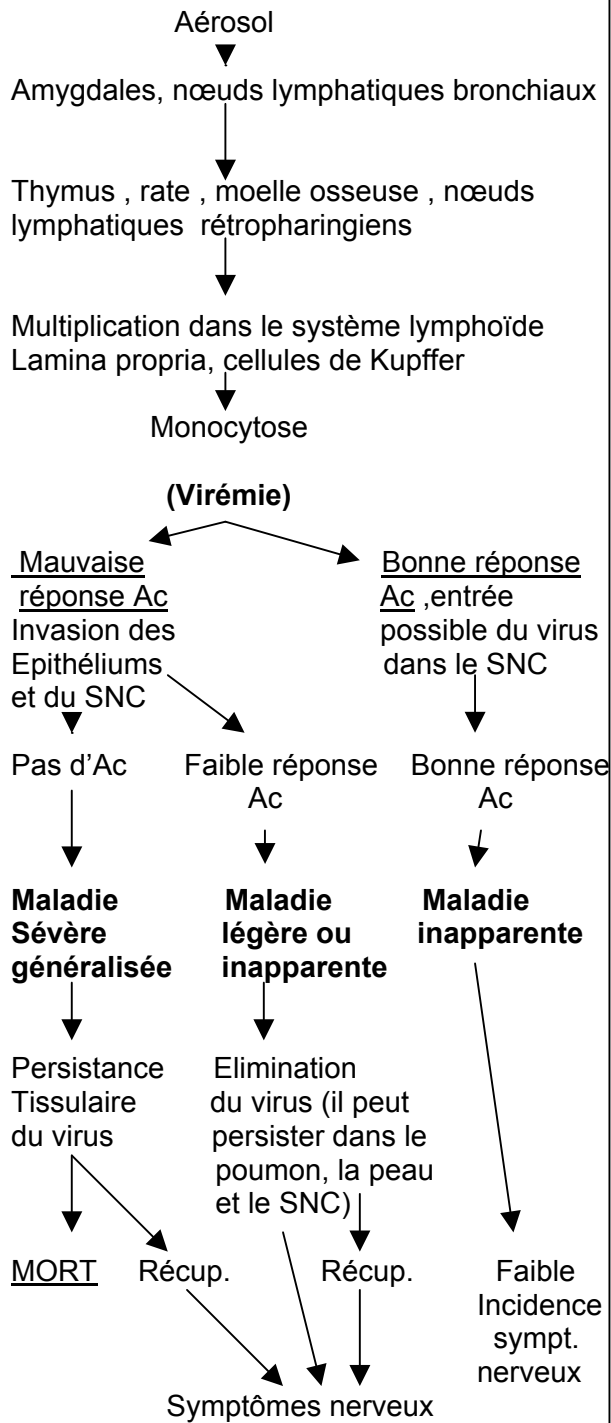 Aérosol
Amygdales, nœuds lymphatiques bronchiaux
Thymus , rate , moelle osseuse , nœuds
lymphatiques rétropharingiens
Multiplication dans le système lymphoïde
Lamina propria, cellules de Kupffer
Monocytose
(Virémie)
Mauvaise
réponse Ac
Invasion des
Epithéliums
et du SNC
Bonne réponse
Ac ,entrée
possible du virus
dans le SNC
Pas d’Ac
Faible réponse
Ac
Bonne réponse
Ac
Maladie
Sévère
généralisée
Maladie
légère ou
inapparente
Maladie
inapparente
Persistance
Tissulaire
du virus
Elimination
du virus (il peut
persister dans le
poumon, la peau
et le SNC)
MORT
Récup.
Récup.
Faible
Incidence
sympt.
nerveux
Symptômes nerveux